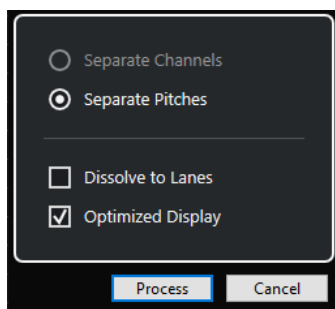 Separate Channels
Separate Pitches
Dissolve to Lanes
Optimized Display
Process Cancel